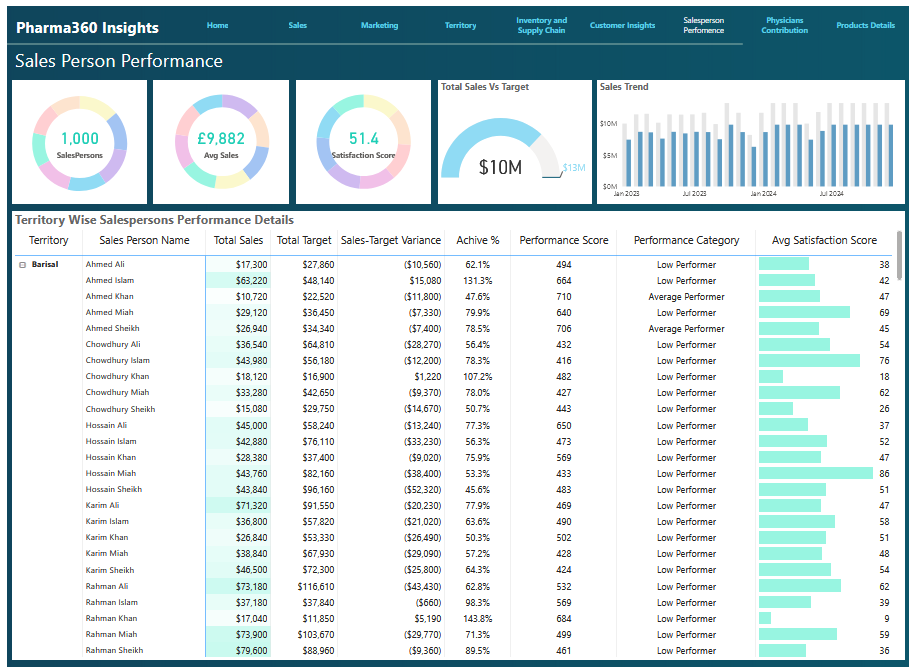 Pharma360 Insights
Home
Sales
Marketing
Territory
Inventory and
Supply Chain
Customer Insights
Salesperson
Perfomence
Physicians
Contribution
Products Details
Sales Person Performance
1,000
SalesPersons
£9,882
Avg Sales
51.4
Satisfaction Score
Total Sales Vs Target
$10M
$13M
Sales Trend
$10M
$5M
$0M
Jan 2023 Jul 2023 Jan 2024 Jul 2024
Territory Wise Salespersons Performance Details
Territory Sales Person Name Total Sales Total Target Sales-Target Variance Achive % Performance Score Performance Category Avg Satisfaction Score
Barisal Ahmed Ali $17,300 $27,860 ($10,560) 62.1% 494 Low Performer 38
Ahmed Islam $63,220 $48,140 $15,080 131.3% 664 Low Performer 42
Ahmed Khan $10,720 $22,520 ($11,800) 47.6% 710 Average Performer 47
Ahmed Miah $29,120 $36,450 ($7,330) 79.9% 640 Low Performer 69
Ahmed Sheikh $26,940 $34,340 ($7,400) 78.5% 706 Average Performer 45
Chowdhury Ali $36,540 $64,810 ($28,270) 56.4% 432 Low Performer 54
Chowdhury Islam $43,980 $56,180 ($12,200) 78.3% 416 Low Performer 76
Chowdhury Khan $18,120 $16,900 $1,220 107.2% 482 Low Performer 18
Chowdhury Miah $33,280 $42,650 ($9,370) 78.0% 427 Low Performer 62
Chowdhury Sheikh $15,080 $29,750 ($14,670) 50.7% 443 Low Performer 26
Hossain Ali $45,000 $58,240 ($13,240) 77.3% 650 Low Performer 37
Hossain Islam $42,880 $76,110 ($33,230) 56.3% 473 Low Performer 52
Hossain Khan $28,380 $37,400 ($9,020) 75.9% 569 Low Performer 47
Hossain Miah $43,760 $82,160 ($38,400) 53.3% 433 Low Performer 86
Hossain Sheikh $43,840 $96,160 ($52,320) 45.6% 483 Low Performer 51
Karim Ali $71,320 $91,550 ($20,230) 77.9% 469 Low Performer 47
Karim Islam $36,800 $57,820 ($21,020) 63.6% 490 Low Performer 58
Karim Khan $26,840 $53,330 ($26,490) 50.3% 502 Low Performer 51
Karim Miah $38,840 $67,930 ($29,090) 57.2% 428 Low Performer 48
Karim Sheikh $46,500 $72,300 ($25,800) 64.3% 424 Low Performer 54
Rahman Ali $73,180 $116,610 ($43,430) 62.8% 532 Low Performer 62
Rahman Islam $37,180 $37,840 ($660) 98.3% 569 Low Performer 39
Rahman Khan $17,040 $11,850 $5,190 143.8% 684 Low Performer 9
Rahman Miah $73,900 $103,670 ($29,770) 71.3% 499 Low Performer 59
Rahman Sheikh $79,600 $88,960 ($9,360) 89.5% 461 Low Performer 36